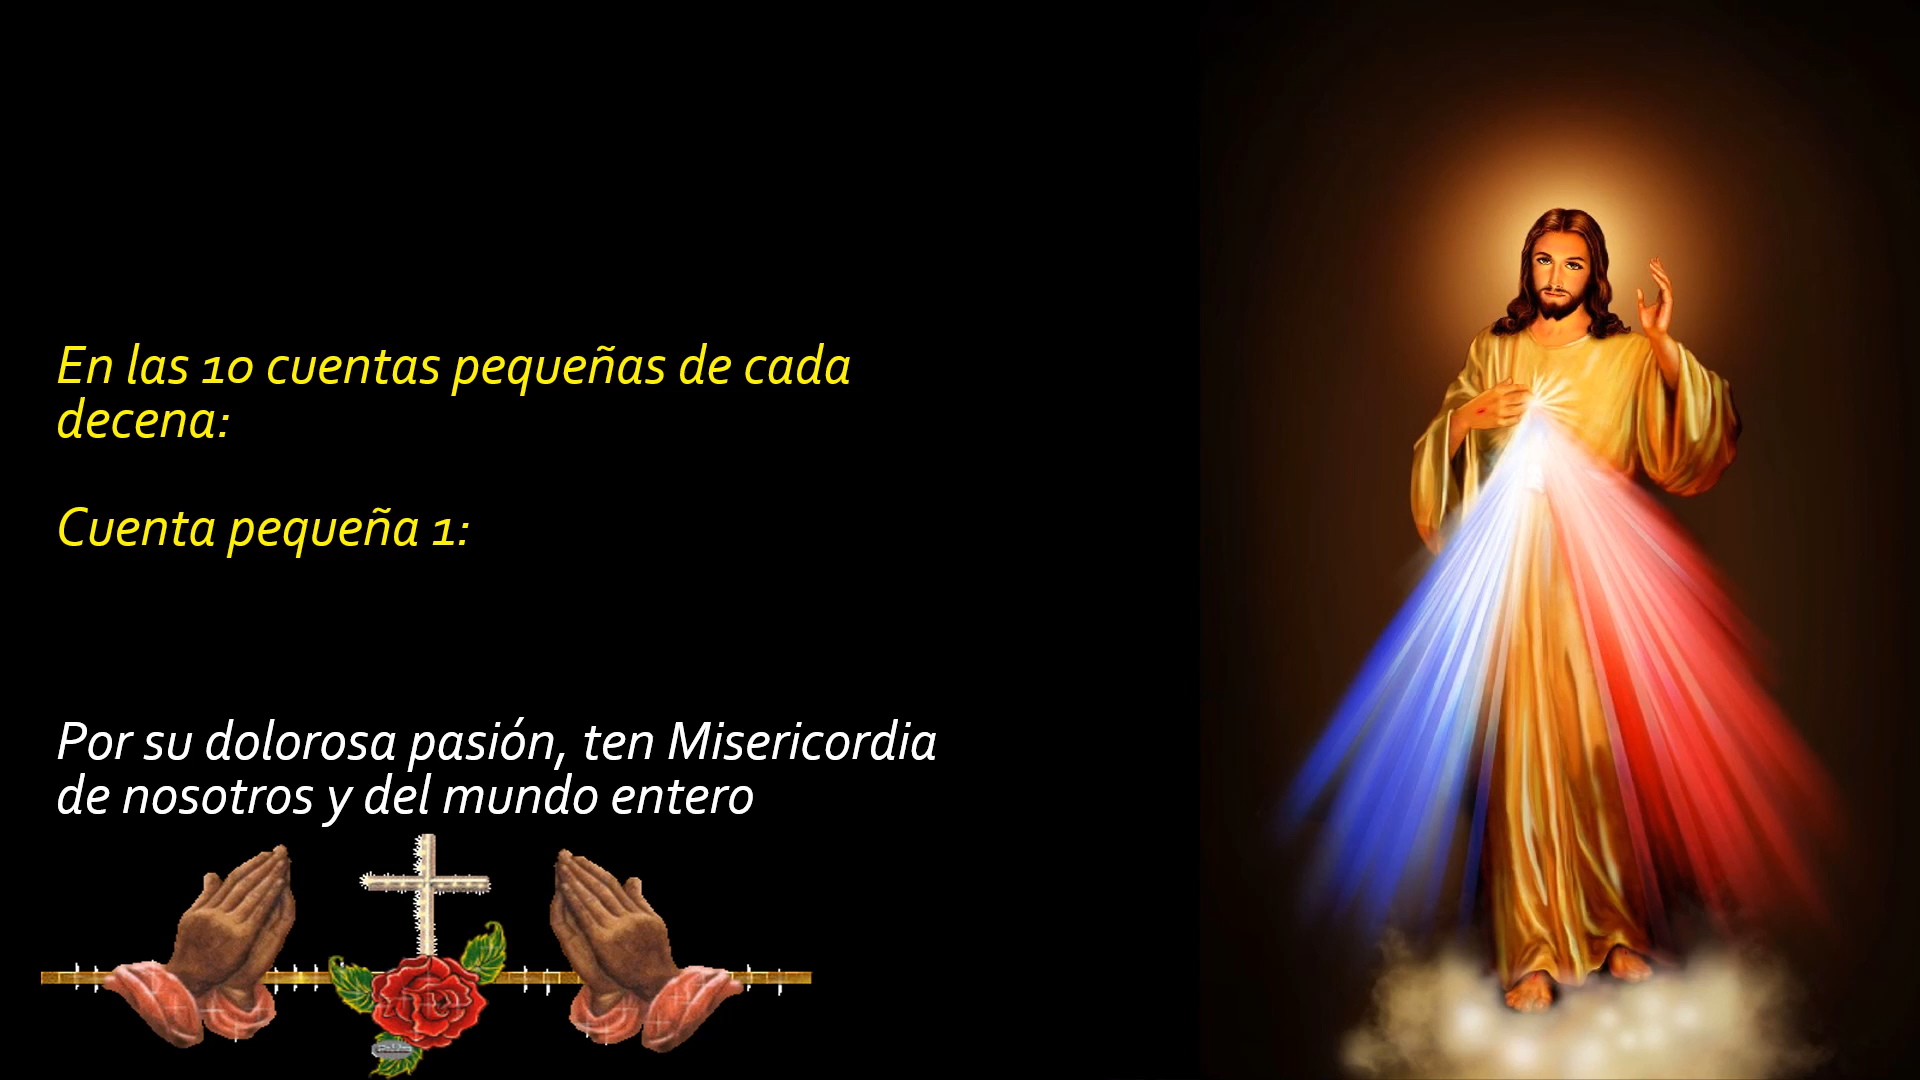 En las 10 cuentas pequeñas de cada
decena:
Cuenta pequeña 1:
Por su dolorosa pasión, ten Misericordia
de nosotros y del mundo entero